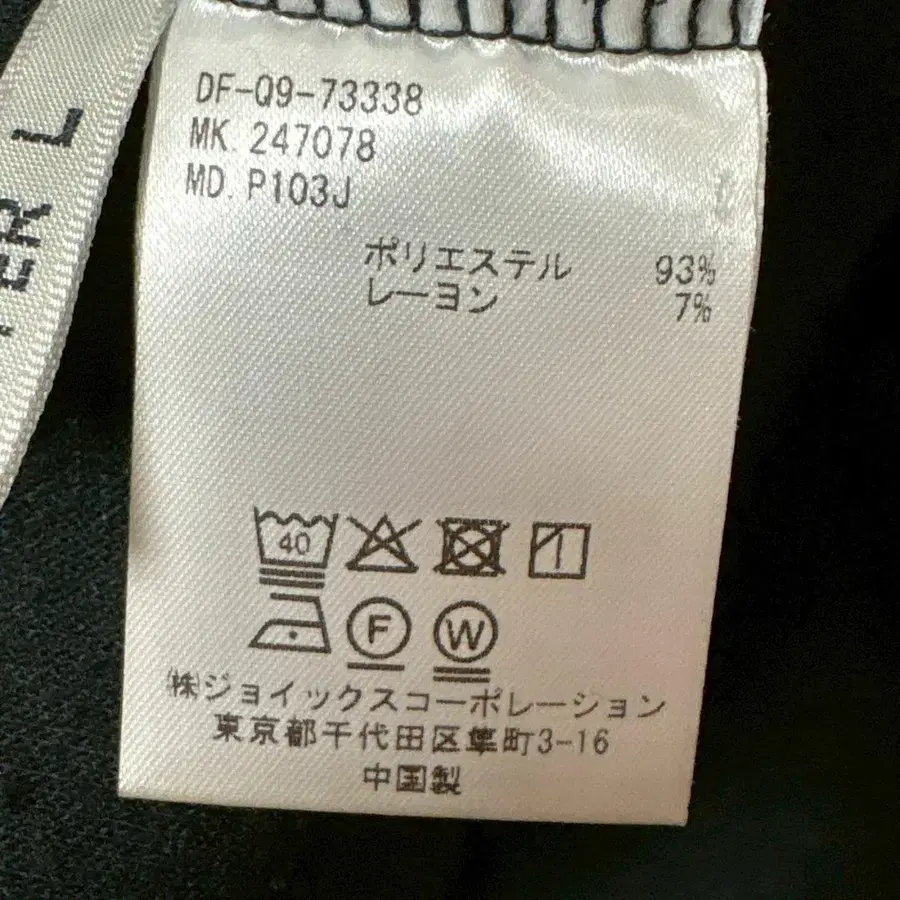 DF-Q9-73338
MK. 247078
MD. P103J
ポリエステル 93%
レーヨン 7%
40
F
W
㈱ジョイックスコーポレーション
東京都千代田区隼町3-16
中国製
L